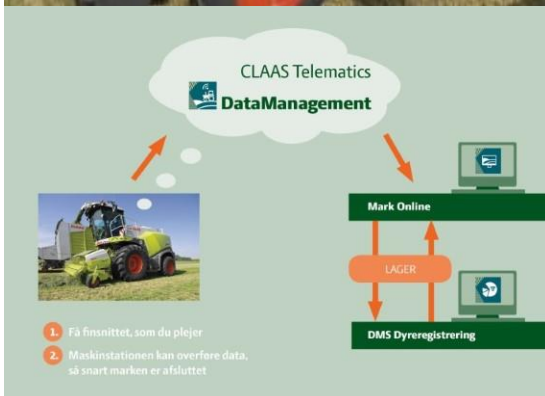 CLAAS Telematics
DataManagement
Mark Online
LAGER
DMS Dyreregistrering
1. Få finsnittet, som du plejer
2. Maskinstationen kan overføre data,
så snart marken er afsluttet